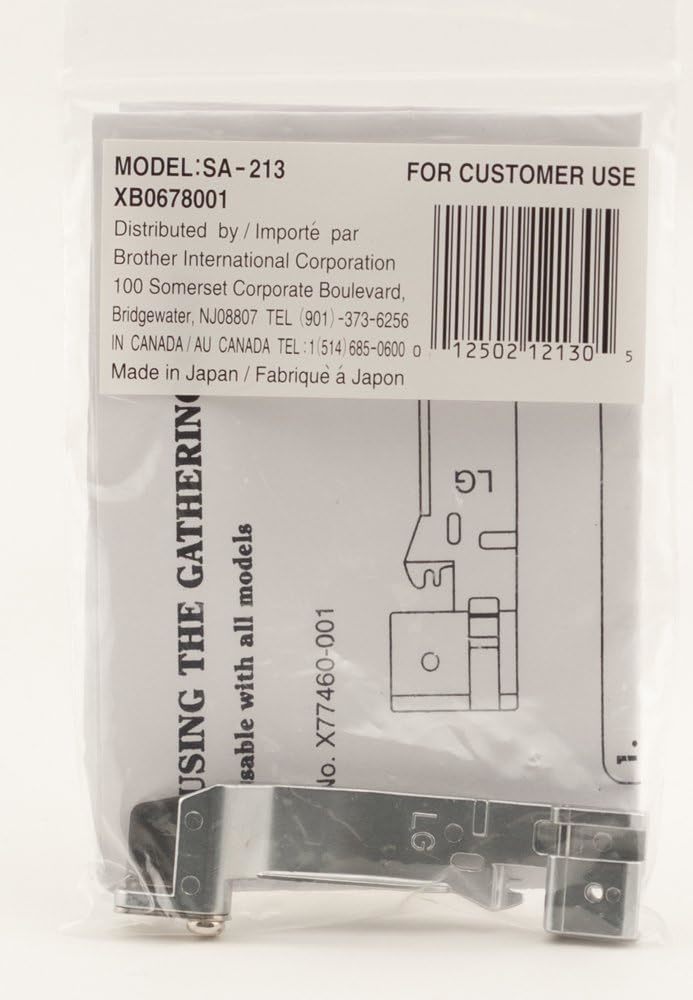 MODEL:SA-213
XB0678001
FOR CUSTOMER USE
Distributed by / Importé par
Brother International Corporation
100 Somerset Corporate Boulevard,
Bridgewater, NJ08807 TEL (901)-373-6256
IN CANADA / AU CANADA TEL:1(514)685-0600
Made in Japan / Fabriquè á Japon
0 12502 12130 5
USING THE GATHERING
sable with all models
No. X77460-001
LG
1.
LG